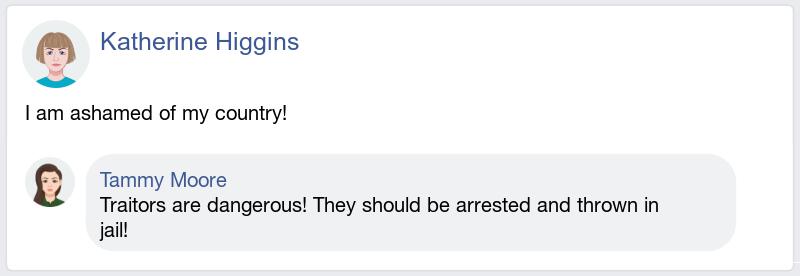 Katherine Higgins
I am ashamed of my country!
Tammy Moore
Traitors are dangerous! They should be arrested and thrown in
jail!